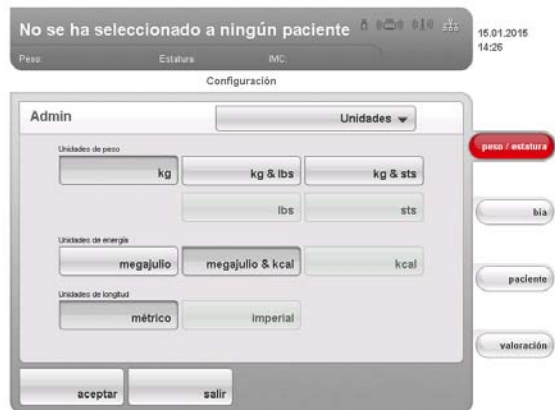 No se ha seleccionado a ningún paciente
15.01.2015
14:26
Peso: Estatura: IMC:
Configuración
Admin
Unidades
Unidades de peso
kg
kg & lbs
kg & sts
lbs
sts
Unidades de energía
megajulio
megajulio & kcal
kcal
Unidades de longitud
métrico
imperial
aceptar
salir
peso / estatura
bia
paciente
valoración